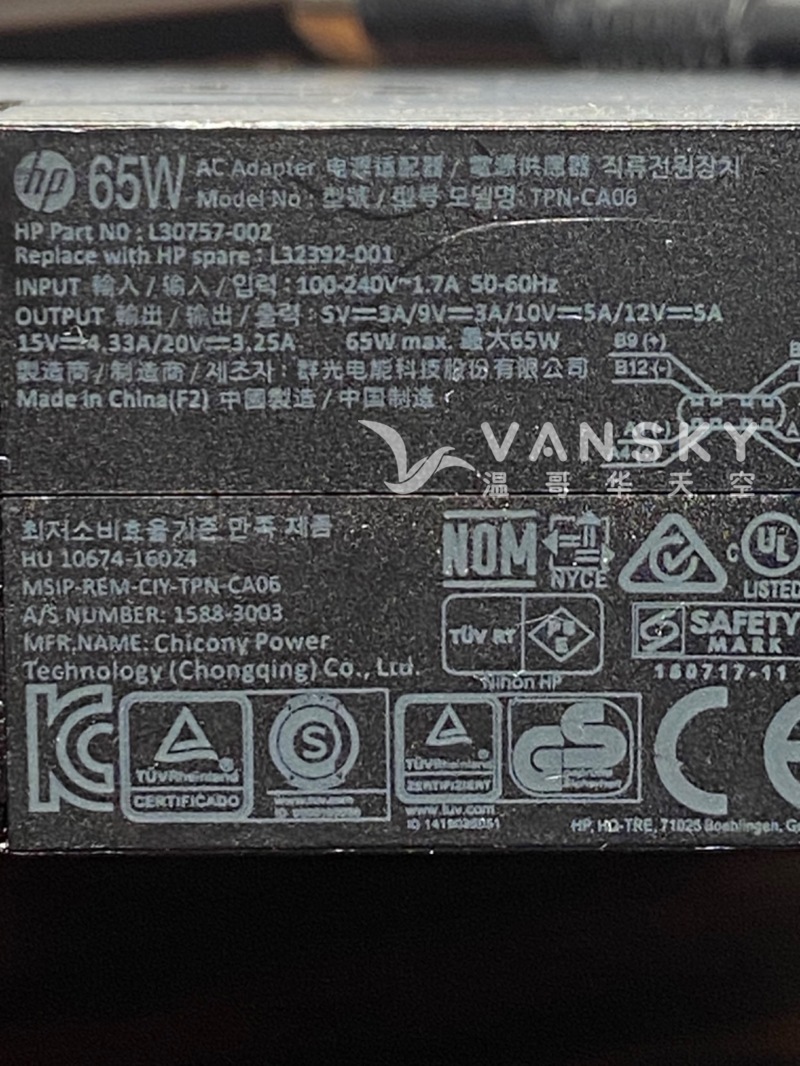 hp 65W AC Adapter 电源适配器 / 電源供應器 직류전원장치
Model No : 型號 / 型号 모델명: TPN-CA06
HP Part NO : L30757-002
Replace with HP spare : L32392-001
INPUT 輸入 / 输入 / 입력 : 100-240V~1.7A 50-60Hz
OUTPUT 輸出 / 输出 / 출력 : 5V⎓3A/9V⎓3A/10V⎓5A/12V⎓5A
15V⎓4.33A/20V⎓3.25A 65W max. 最大65W
B9 (+)
製造商 / 制造商 / 제조자 : 群光电能科技股份有限公司
B12 (-)
Made in China(F2) 中國製造 / 中国制造
VANSKY
温哥华天空
최저소비효율기준 만족 제품
HU 10674-16024
MSIP-REM-CIY-TPN-CA06
A/S NUMBER: 1588-3003
MFR.NAME: Chicony Power
Technology (Chongqing) Co., Ltd.
NOM
NYCE
c UL
LISTED
TÜV RT
PS E
Nihon HP
SAFETY
MARK
160717-11
TÜVRheinland
CERTIFICADO
S
www.tuv.com
TÜVRheinland
ZERTIFIZIERT
GS
www.tuv.com
CE
HP, HQ-TRE, 71025 Boeblingen,